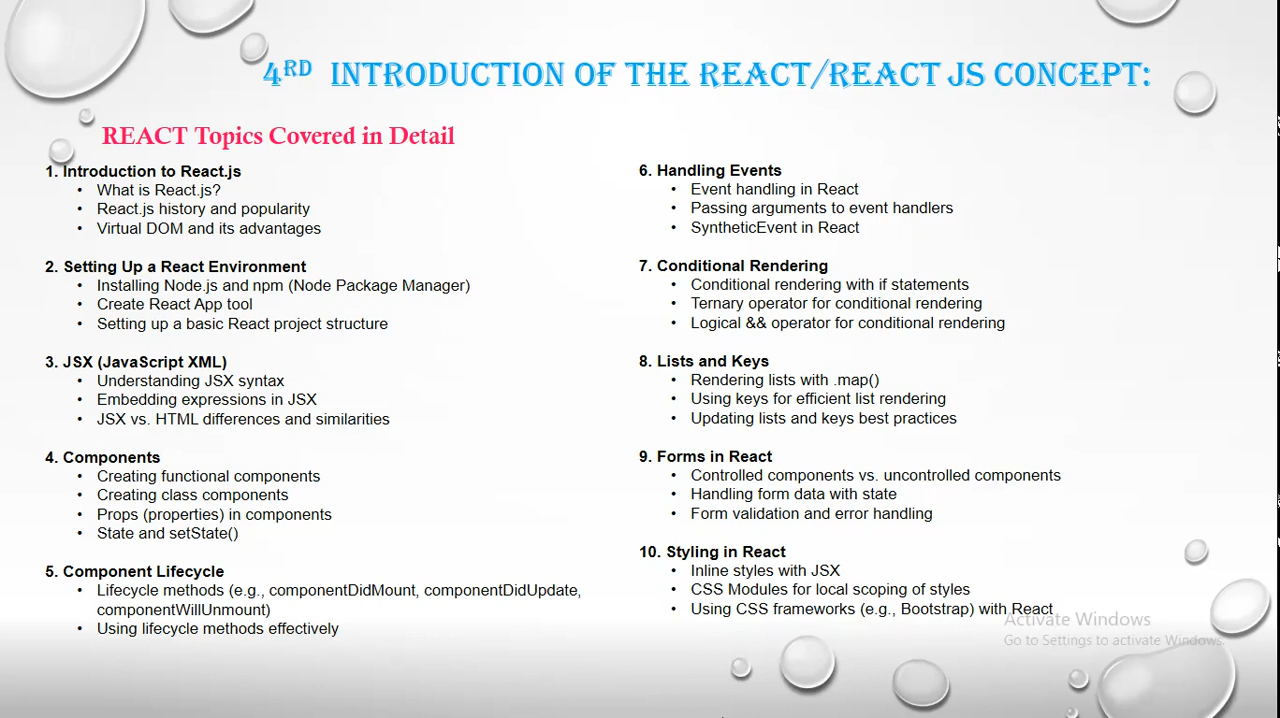 4RD INTRODUCTION OF THE REACT/REACT JS CONCEPT:
REACT Topics Covered in Detail
1. Introduction to React.js
• What is React.js?
• React.js history and popularity
• Virtual DOM and its advantages
2. Setting Up a React Environment
• Installing Node.js and npm (Node Package Manager)
• Create React App tool
• Setting up a basic React project structure
3. JSX (JavaScript XML)
• Understanding JSX syntax
• Embedding expressions in JSX
• JSX vs. HTML differences and similarities
4. Components
• Creating functional components
• Creating class components
• Props (properties) in components
• State and setState()
5. Component Lifecycle
• Lifecycle methods (e.g., componentDidMount, componentDidUpdate,
componentWillUnmount)
• Using lifecycle methods effectively
6. Handling Events
• Event handling in React
• Passing arguments to event handlers
• SyntheticEvent in React
7. Conditional Rendering
• Conditional rendering with if statements
• Ternary operator for conditional rendering
• Logical && operator for conditional rendering
8. Lists and Keys
• Rendering lists with .map()
• Using keys for efficient list rendering
• Updating lists and keys best practices
9. Forms in React
• Controlled components vs. uncontrolled components
• Handling form data with state
• Form validation and error handling
10. Styling in React
• Inline styles with JSX
• CSS Modules for local scoping of styles
• Using CSS frameworks (e.g., Bootstrap) with React
Activate Windows
Go to Settings to activate Windows.